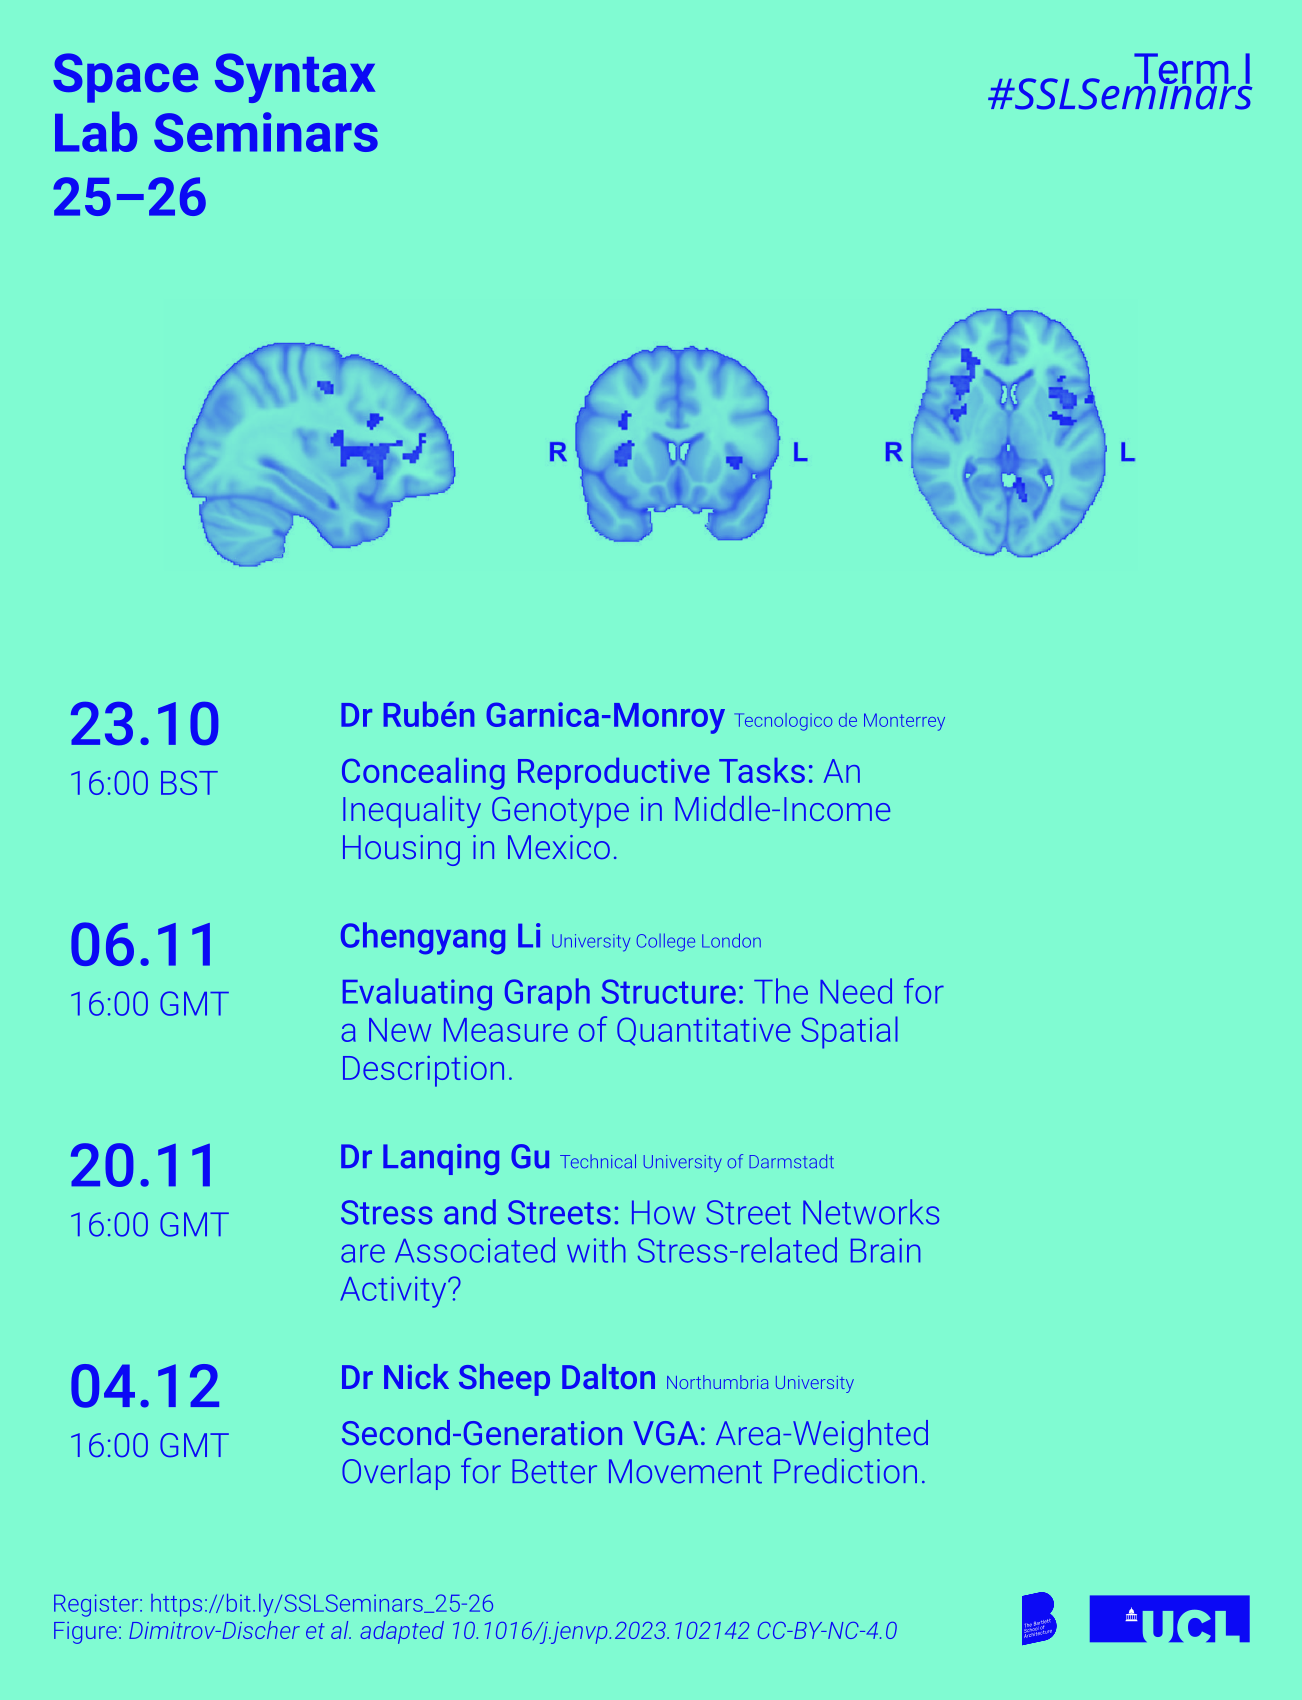 Space Syntax
Lab Seminars
25–26
Term I
#SSLSeminars
R
L
R
L
23.10
16:00 BST
Dr Rubén Garnica-Monroy Tecnologico de Monterrey
Concealing Reproductive Tasks: An
Inequality Genotype in Middle-Income
Housing in Mexico.
06.11
16:00 GMT
Chengyang Li University College London
Evaluating Graph Structure: The Need for
a New Measure of Quantitative Spatial
Description.
20.11
16:00 GMT
Dr Lanqing Gu Technical University of Darmstadt
Stress and Streets: How Street Networks
are Associated with Stress-related Brain
Activity?
04.12
16:00 GMT
Dr Nick Sheep Dalton Northumbria University
Second-Generation VGA: Area-Weighted
Overlap for Better Movement Prediction.
Register: https://bit.ly/SSLSeminars_25-26
Figure: Dimitrov-Discher et al. adapted 10.1016/j.jenvp.2023.102142 CC-BY-NC-4.0
The Bartlett
School of
Architecture
UCL